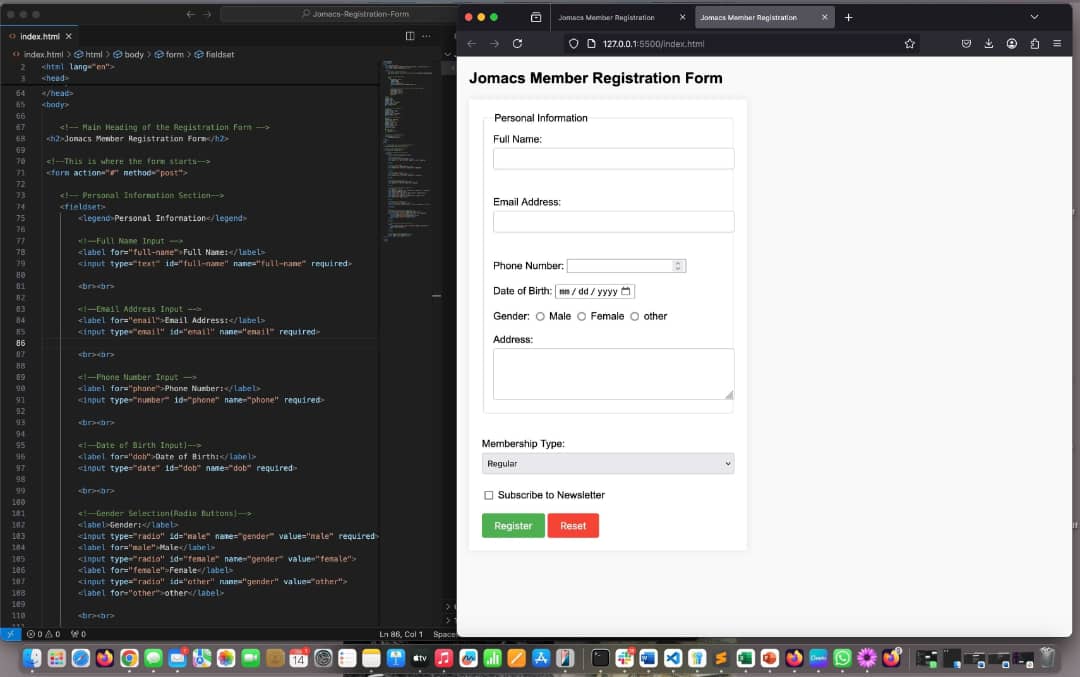 Jomacs-Registration-Form
index.html
index.html > html > body > form > fieldset
2 <html lang="en">
3 <head>
64 </head>
65 <body>
66
67 <!-- Main Heading of the Registration Form -->
68 <h2>Jomacs Member Registration Form</h2>
69
70 <!--This is where the form starts-->
71 <form action="#" method="post">
72
73 <!-- Personal Information Section-->
74 <fieldset>
75 <legend>Personal Information</legend>
76
77 <!--Full Name Input -->
78 <label for="full-name">Full Name:</label>
79 <input type="text" id="full-name" name="full-name" required>
80
81 <br><br>
82
83 <!--Email Address Input -->
84 <label for="email">Email Address:</label>
85 <input type="email" id="email" name="email" required>
86
87 <br><br>
88
89 <!--Phone Number Input -->
90 <label for="phone">Phone Number:</label>
91 <input type="number" id="phone" name="phone" required>
92
93 <br><br>
94
95 <!--Date of Birth Input)-->
96 <label for="dob">Date of Birth:</label>
97 <input type="date" id="dob" name="dob" required>
98
99 <br><br>
100
101 <!--Gender Selection(Radio Buttons)-->
102 <label>Gender:</label>
103 <input type="radio" id="male" name="gender" value="male" required>
104 <label for="male">Male</label>
105 <input type="radio" id="female" name="gender" value="female">
106 <label for="female">Female</label>
107 <input type="radio" id="other" name="gender" value="other">
108 <label for="other">other</label>
109
110 <br><br>
0 0 0
Ln 86, Col 1 Space
Jomacs Member Registration
Jomacs Member Registration
127.0.0.1:5500/index.html
Jomacs Member Registration Form
Personal Information
Full Name:
Email Address:
Phone Number:
Date of Birth: mm / dd / yyyy
Gender: Male Female other
Address:
Membership Type:
Regular
Subscribe to Newsletter
Register Reset
14 tv